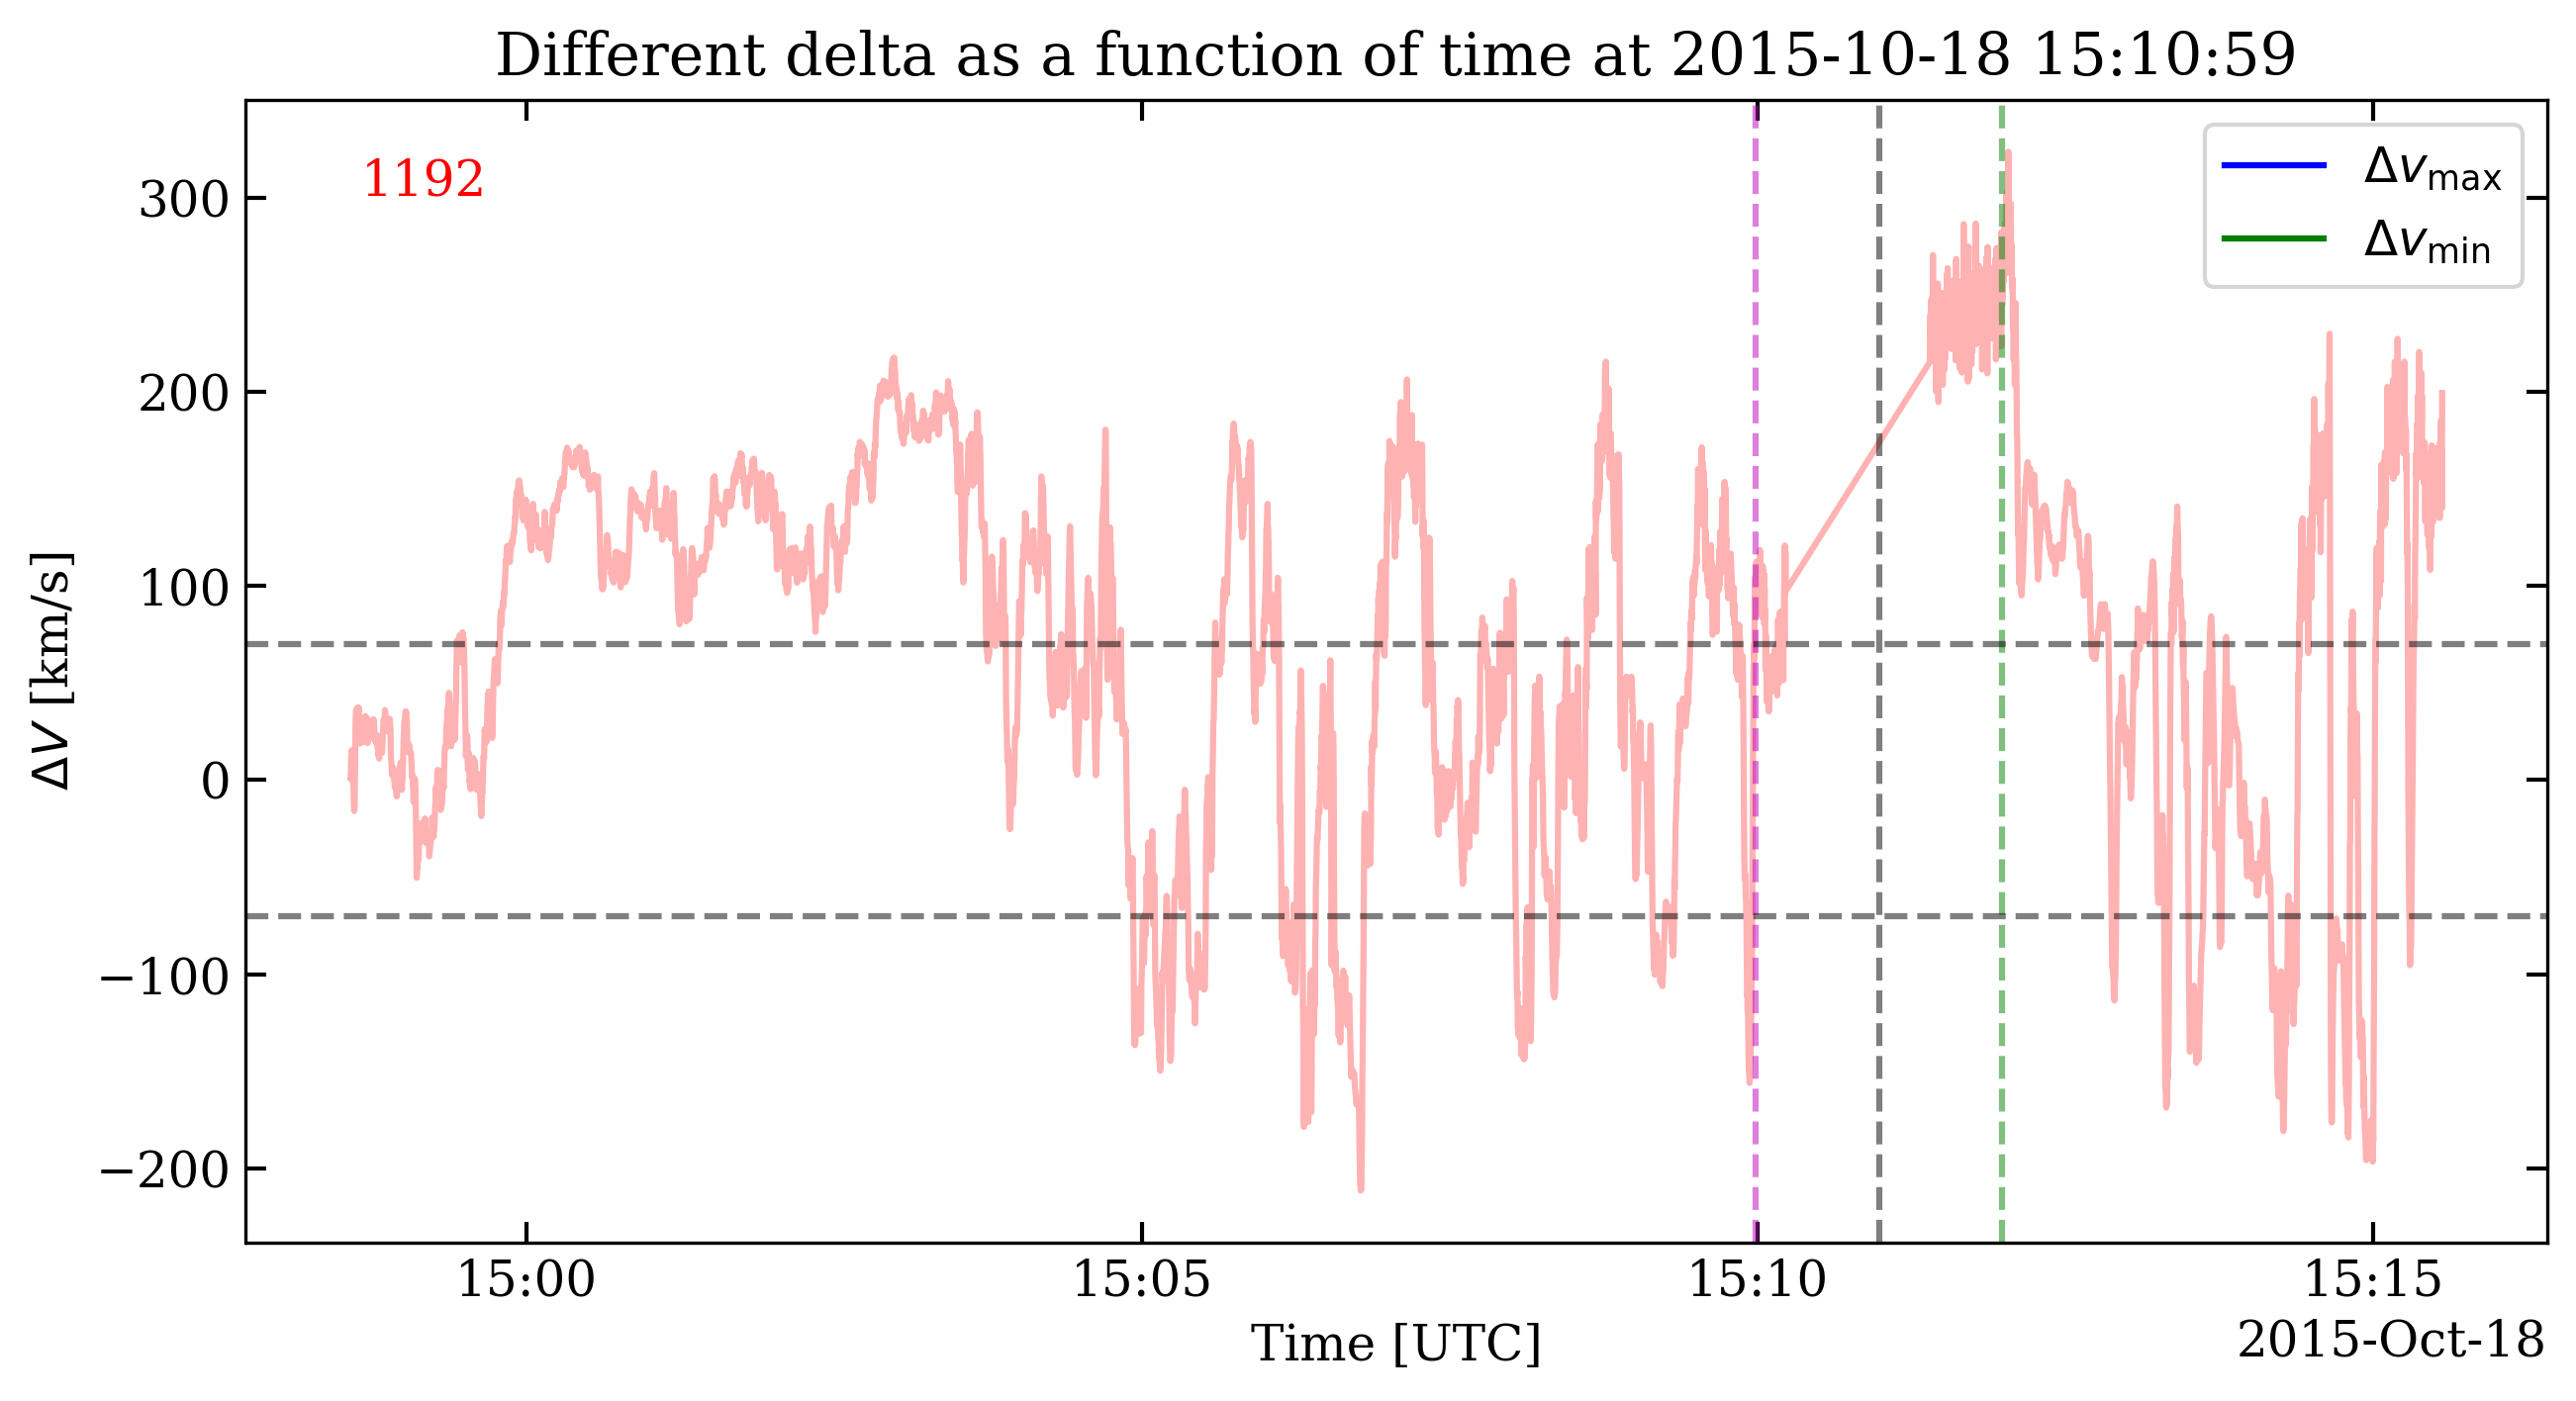 Different delta as a function of time at 2015-10-18 15:10:59
1192
Δvmax
Δvmin
300
200
100
0
−100
−200
ΔV [km/s]
15:00
15:05
15:10
15:15
Time [UTC]
2015-Oct-18